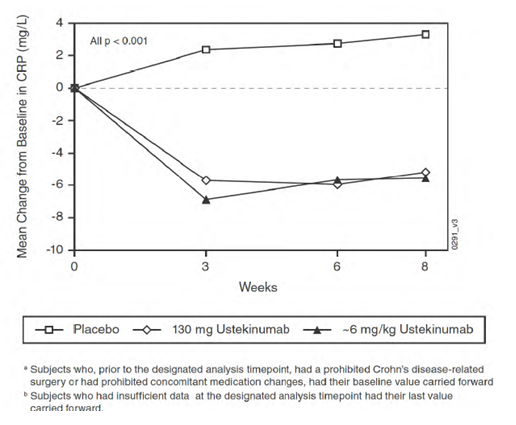 Mean Change from Baseline in CRP (mg/L)
4
2
0
-2
-4
-6
-8
-10
All p < 0.001
0 3 6 8
Weeks
0291_v3
Placebo 130 mg Ustekinumab ~6 mg/kg Ustekinumab
a Subjects who, prior to the designated analysis timepoint, had a prohibited Crohn's disease-related
surgery or had prohibited concomitant medication changes, had their baseline value carried forward
b Subjects who had insufficient data at the designated analysis timepoint had their last value
carried forward.